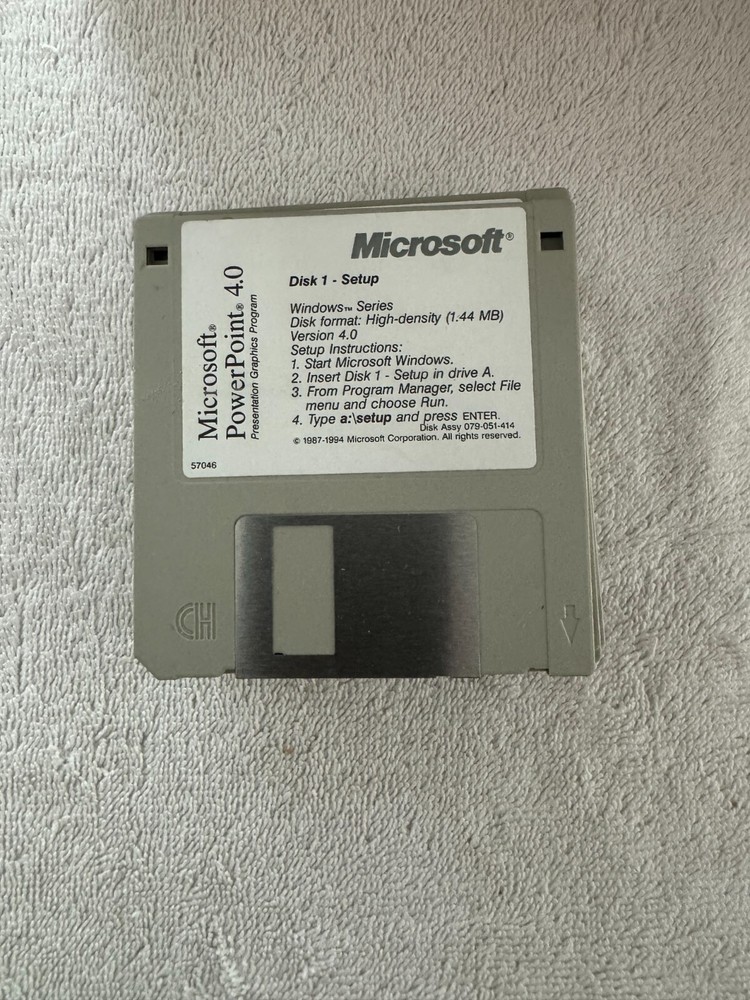 Microsoft®
PowerPoint® 4.0
Presentation Graphics Program
57046
Microsoft®
Disk 1 - Setup
Windows™ Series
Disk format: High-density (1.44 MB)
Version 4.0
Setup Instructions:
1. Start Microsoft Windows.
2. Insert Disk 1 - Setup in drive A.
3. From Program Manager, select File
menu and choose Run.
4. Type a:\setup and press ENTER.
Disk Assy 079-051-414
© 1987-1994 Microsoft Corporation. All rights reserved.
CH